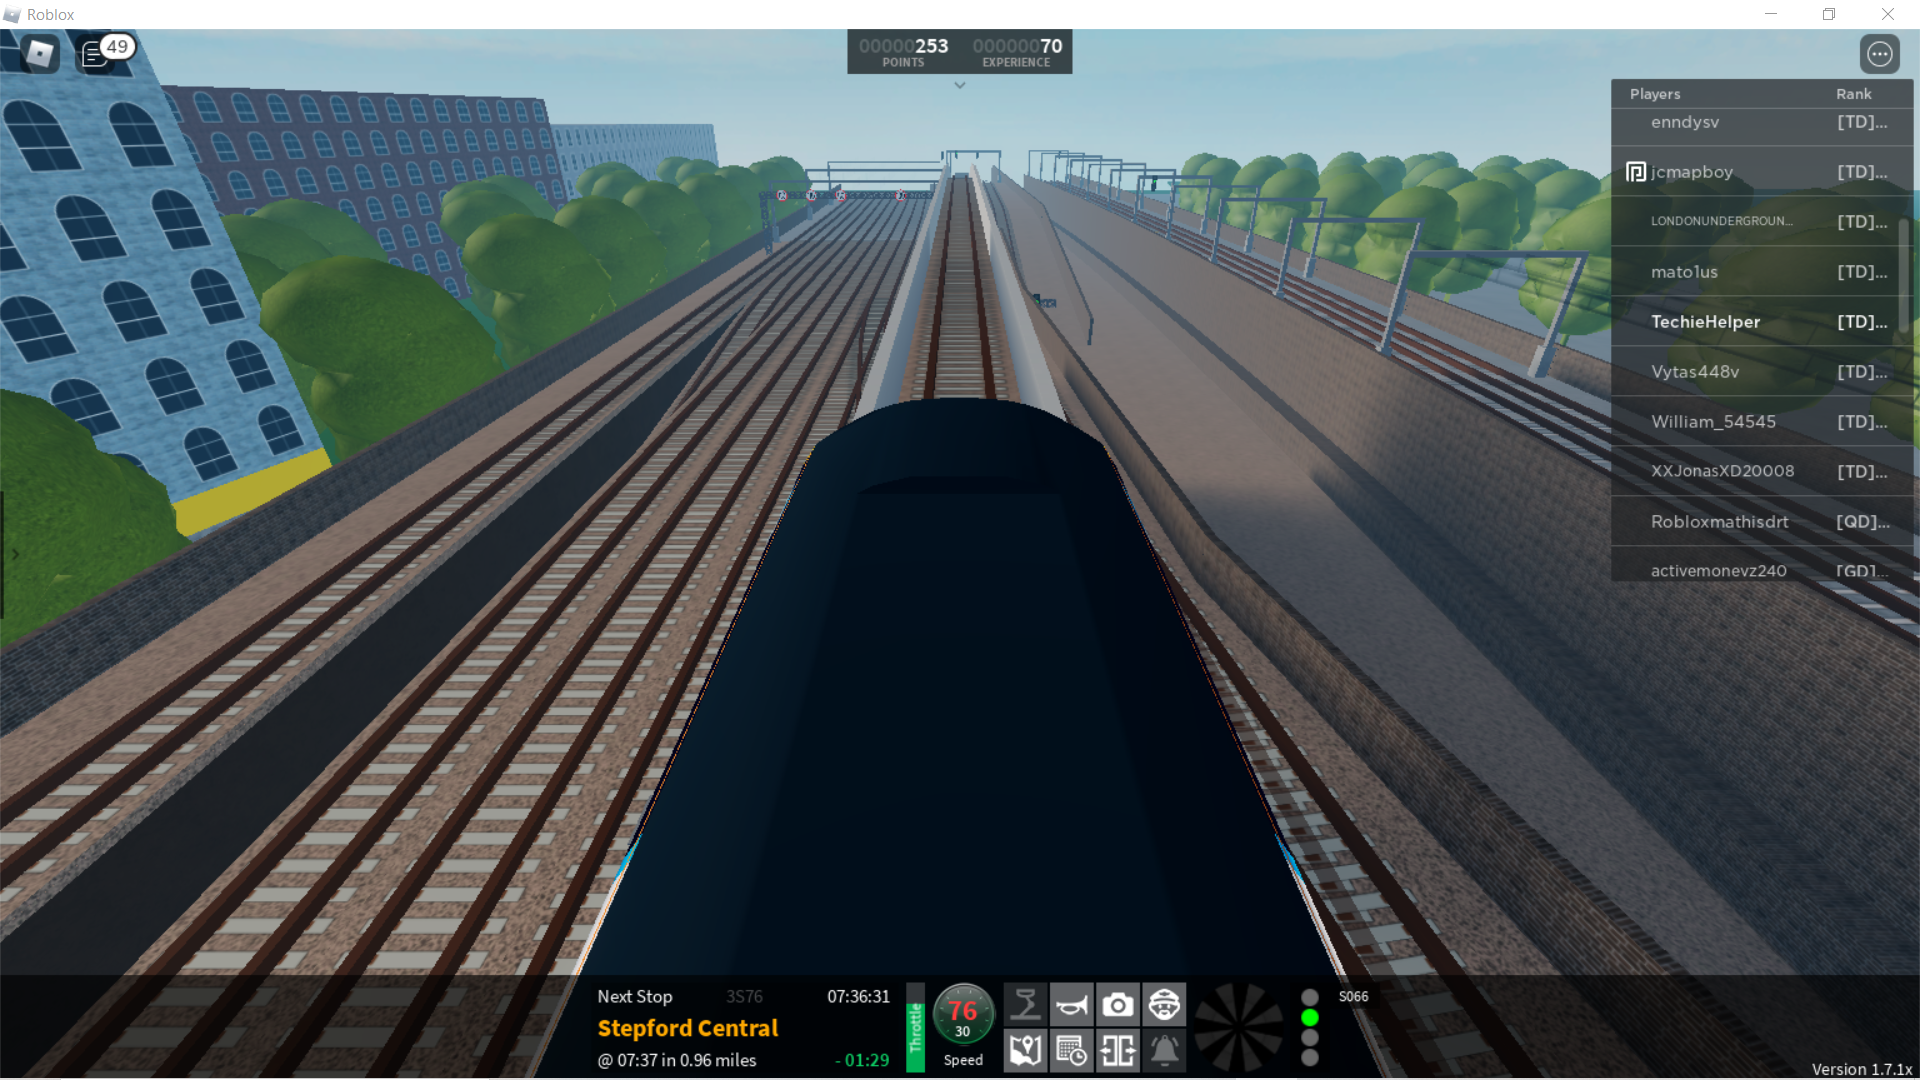 Roblox
49
00000253
POINTS
000000070
EXPERIENCE
Players Rank
enndysv [TD]...
jcmapboy [TD]...
LONDONUNDERGROUN... [TD]...
mato1us [TD]...
TechieHelper [TD]...
Vytas448v [TD]...
William_54545 [TD]...
XXJonasXD20008 [TD]...
Robloxmathisdrt [QD]...
activemoneyz240 [GD]...
Next Stop 3S76 07:36:31
Stepford Central
@ 07:37 in 0.96 miles - 01:29
Throttle
76
30
Speed
S066
Version 1.7.1x